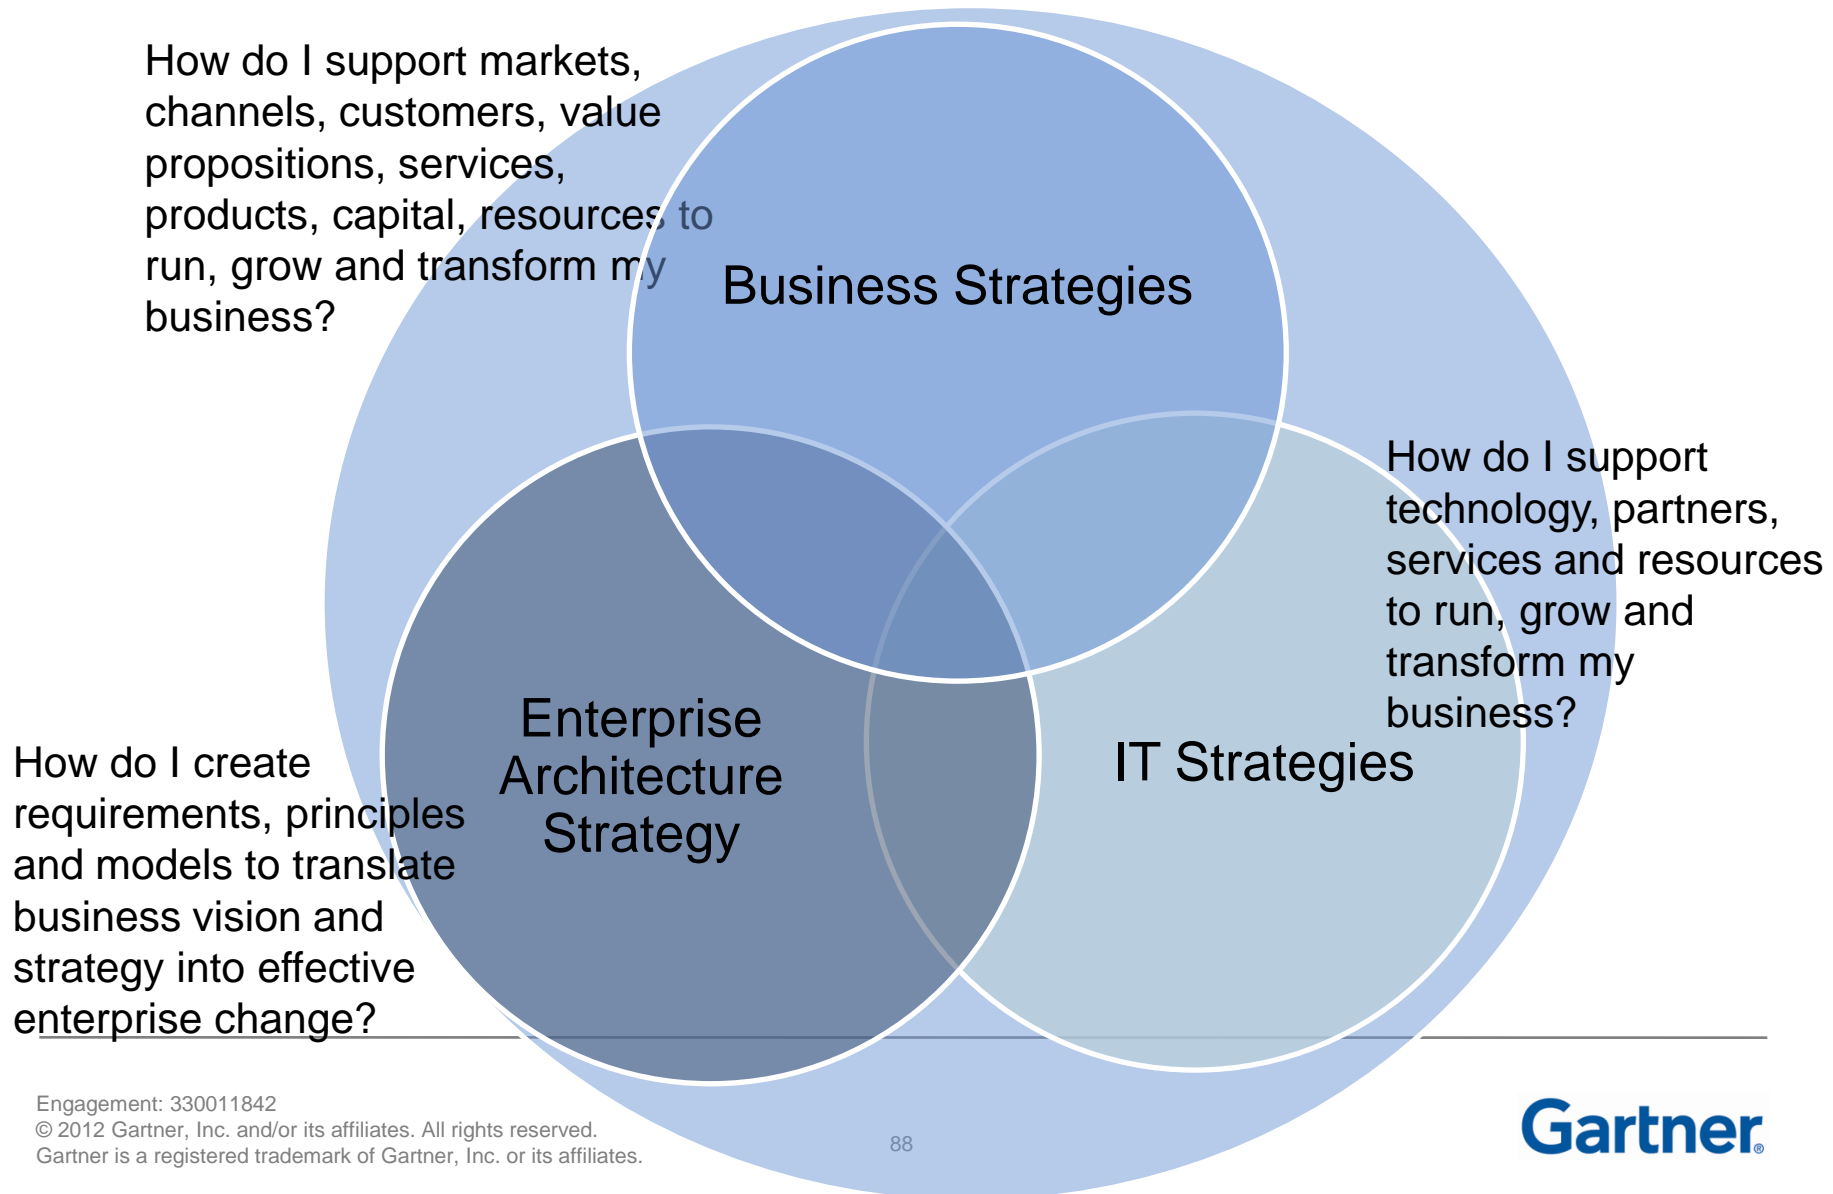 How do I support markets,
channels, customers, value
propositions, services,
products, capital, resources to
run, grow and transform my
business?
Business Strategies
How do I support
technology, partners,
services and resources
to run, grow and
transform my
business?
Enterprise
Architecture
Strategy
IT Strategies
How do I create
requirements, principles
and models to translate
business vision and
strategy into effective
enterprise change?
Engagement: 330011842
© 2012 Gartner, Inc. and/or its affiliates. All rights reserved.
Gartner is a registered trademark of Gartner, Inc. or its affiliates.
88
Gartner®